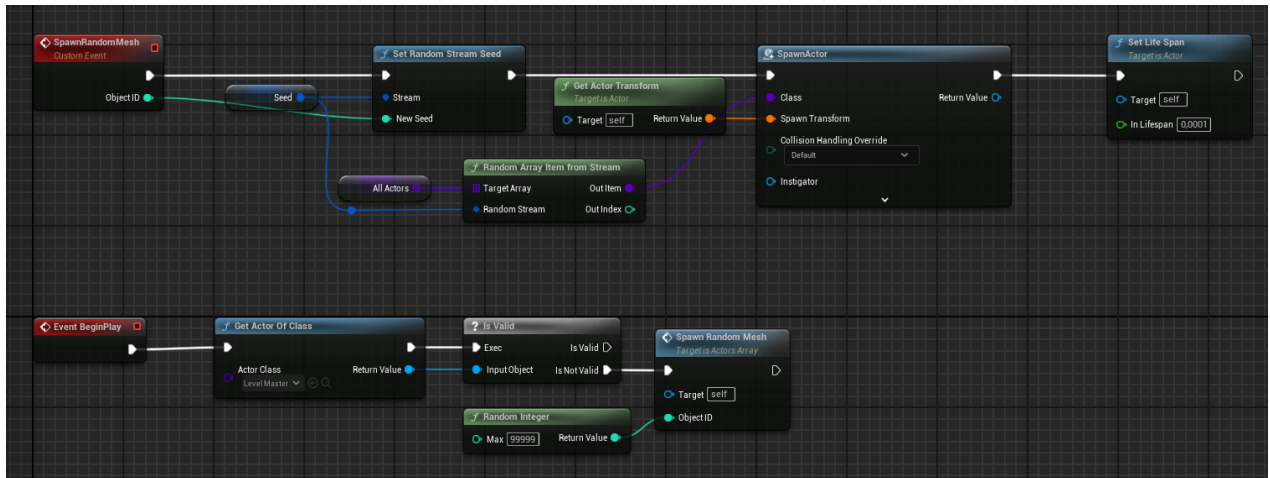 SpawnRandomMesh
Custom Event
Object ID
Seed
f Set Random Stream Seed
Stream
New Seed
f Get Actor Transform
Target is Actor
Target self Return Value
SpawnActor
Class Return Value
Spawn Transform
Collision Handling Override
Default
Instigator
f Set Life Span
Target is Actor
Target self
In Lifespan 0,0001
All Actors
f Random Array Item from Stream
Target Array Out Item
Random Stream Out Index
Event BeginPlay
f Get Actor Of Class
Actor Class Return Value
Level Master
? Is Valid
Exec Is Valid
Input Object Is Not Valid
Spawn Random Mesh
Target is Actors Array
Target self
Object ID
f Random Integer
Max 99999 Return Value